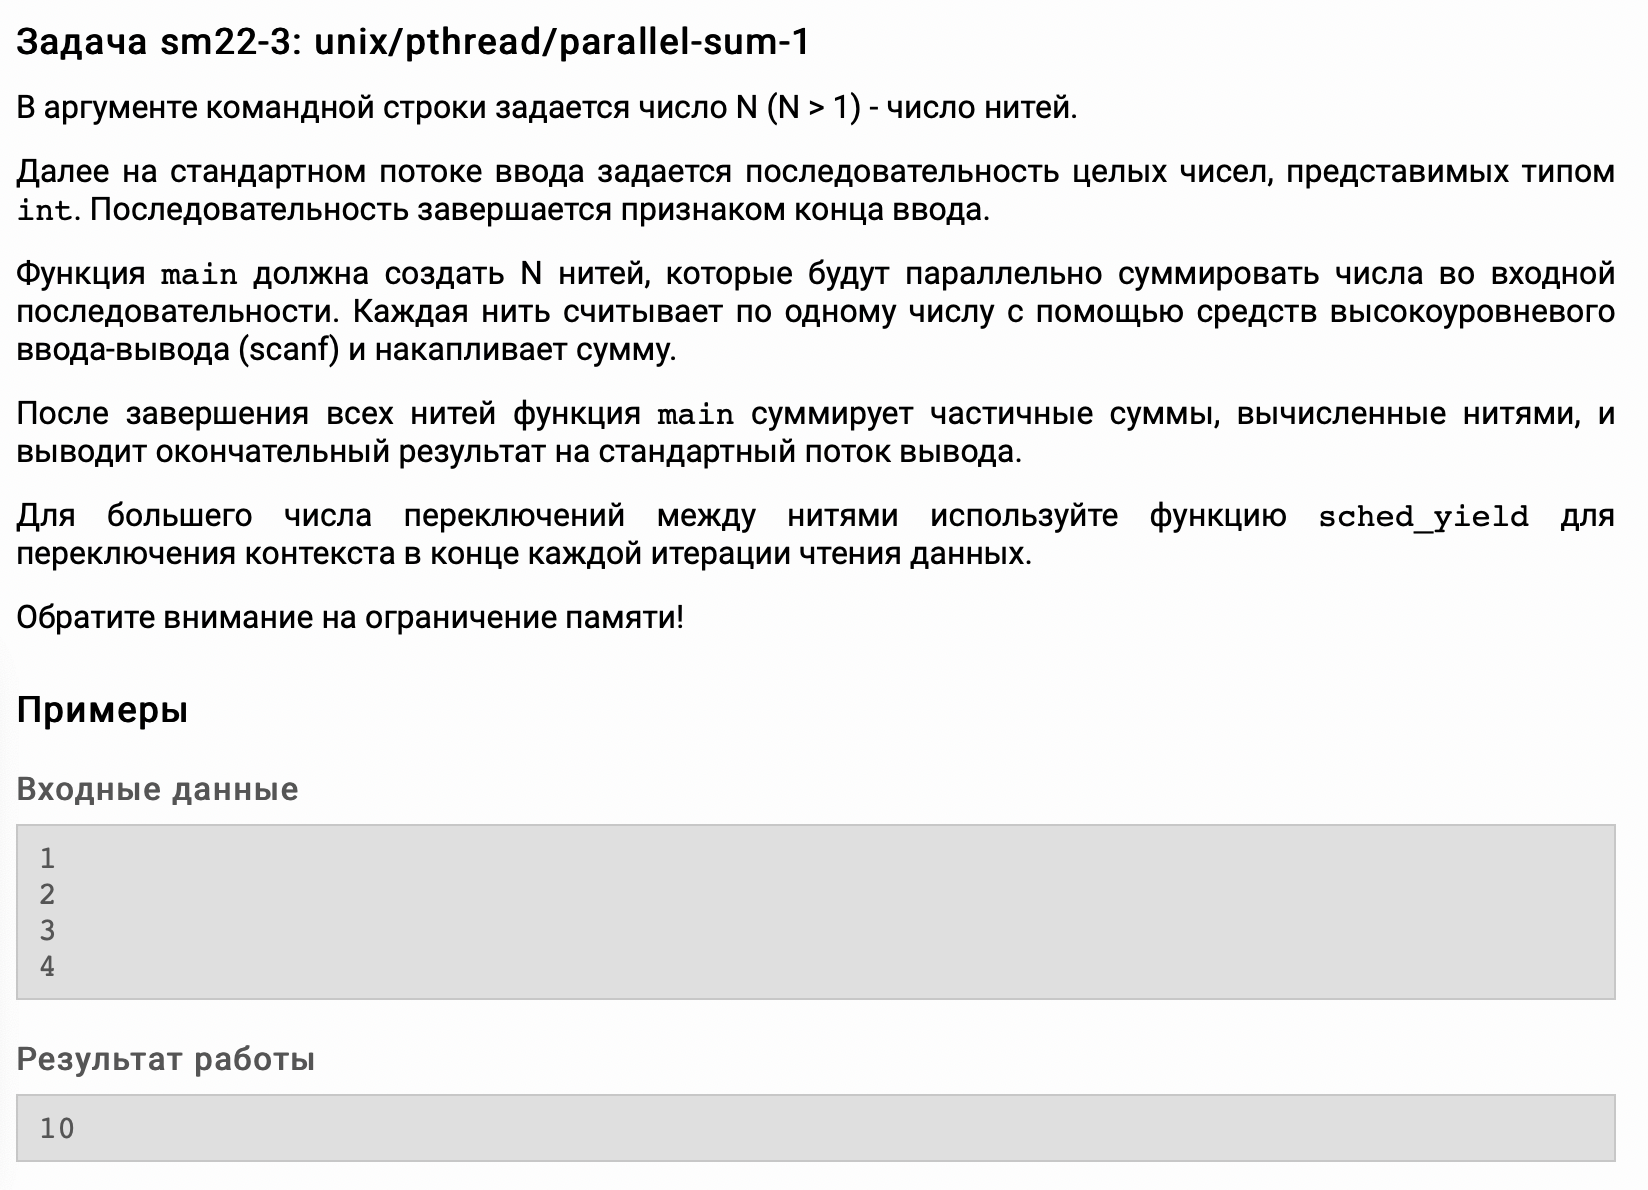 Задача sm22-3: unix/pthread/parallel-sum-1
В аргументе командной строки задается число N (N > 1) - число нитей.
Далее на стандартном потоке ввода задается последовательность целых чисел, представимых типом
int. Последовательность завершается признаком конца ввода.
Функция main должна создать N нитей, которые будут параллельно суммировать числа во входной
последовательности. Каждая нить считывает по одному числу с помощью средств высокоуровневого
ввода-вывода (scanf) и накапливает сумму.
После завершения всех нитей функция main суммирует частичные суммы, вычисленные нитями, и
выводит окончательный результат на стандартный поток вывода.
Для большего числа переключений между нитями используйте функцию sched_yield для
переключения контекста в конце каждой итерации чтения данных.
Обратите внимание на ограничение памяти!
Примеры
Входные данные
1
2
3
4
Результат работы
10